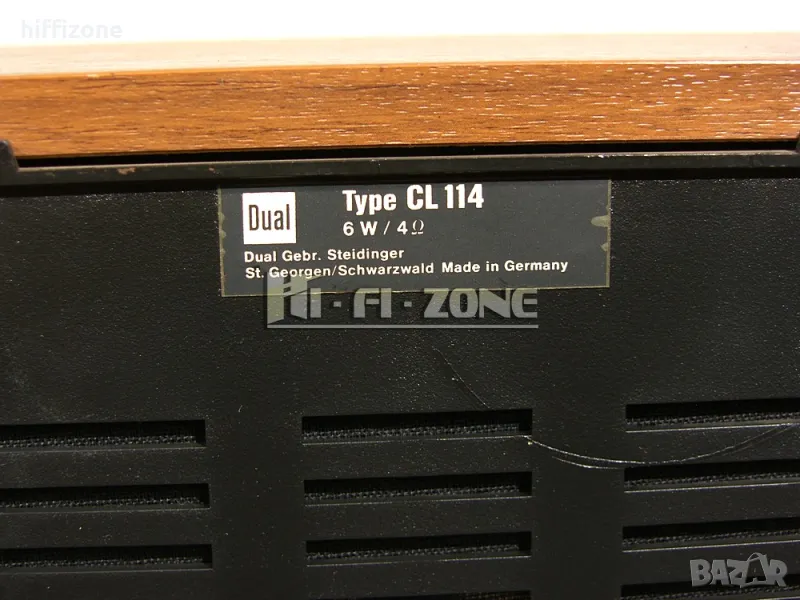 hiffizone
Dual
Type CL 114
6 W / 4 Ω
Dual Gebr. Steidinger
St. Georgen/Schwarzwald Made in Germany
HI-FI-ZONE
BAZAR